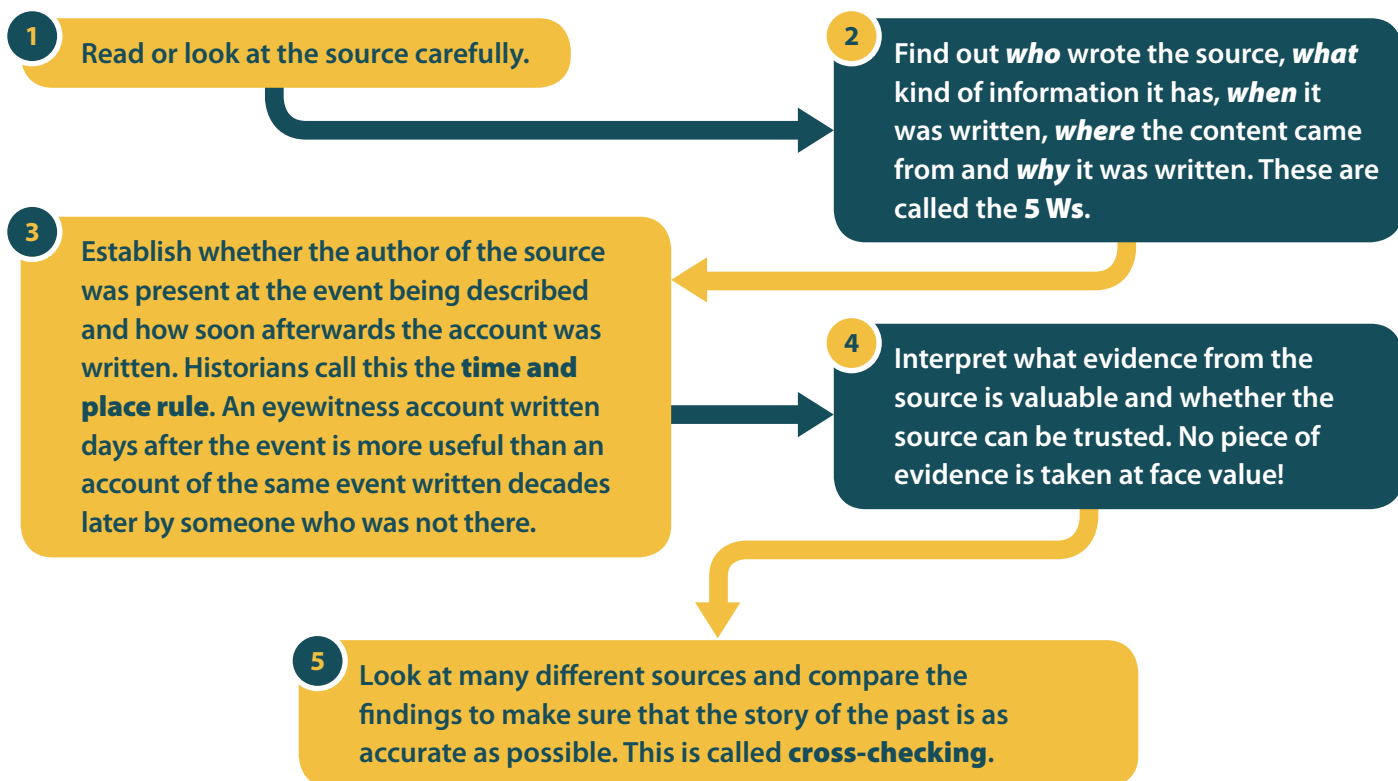 1
Read or look at the source carefully.
2
Find out who wrote the source, what
kind of information it has, when it
was written, where the content came
from and why it was written. These are
called the 5 Ws.
3
Establish whether the author of the source
was present at the event being described
and how soon afterwards the account was
written. Historians call this the time and
place rule. An eyewitness account written
days after the event is more useful than an
account of the same event written decades
later by someone who was not there.
4
Interpret what evidence from the
source is valuable and whether the
source can be trusted. No piece of
evidence is taken at face value!
5
Look at many different sources and compare the
findings to make sure that the story of the past is as
accurate as possible. This is called cross-checking.